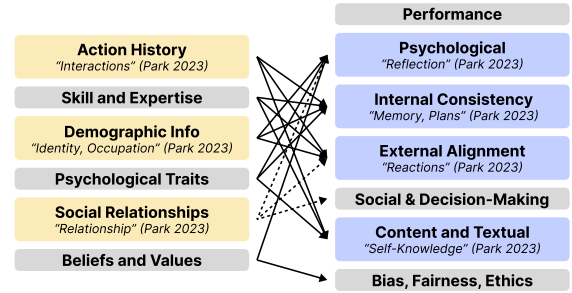 Action History
“Interactions” (Park 2023)
Skill and Expertise
Demographic Info
“Identity, Occupation” (Park 2023)
Psychological Traits
Social Relationships
“Relationship” (Park 2023)
Beliefs and Values
Performance
Psychological
“Reflection” (Park 2023)
Internal Consistency
“Memory, Plans” (Park 2023)
External Alignment
“Reactions” (Park 2023)
Social & Decision-Making
Content and Textual
“Self-Knowledge” (Park 2023)
Bias, Fairness, Ethics